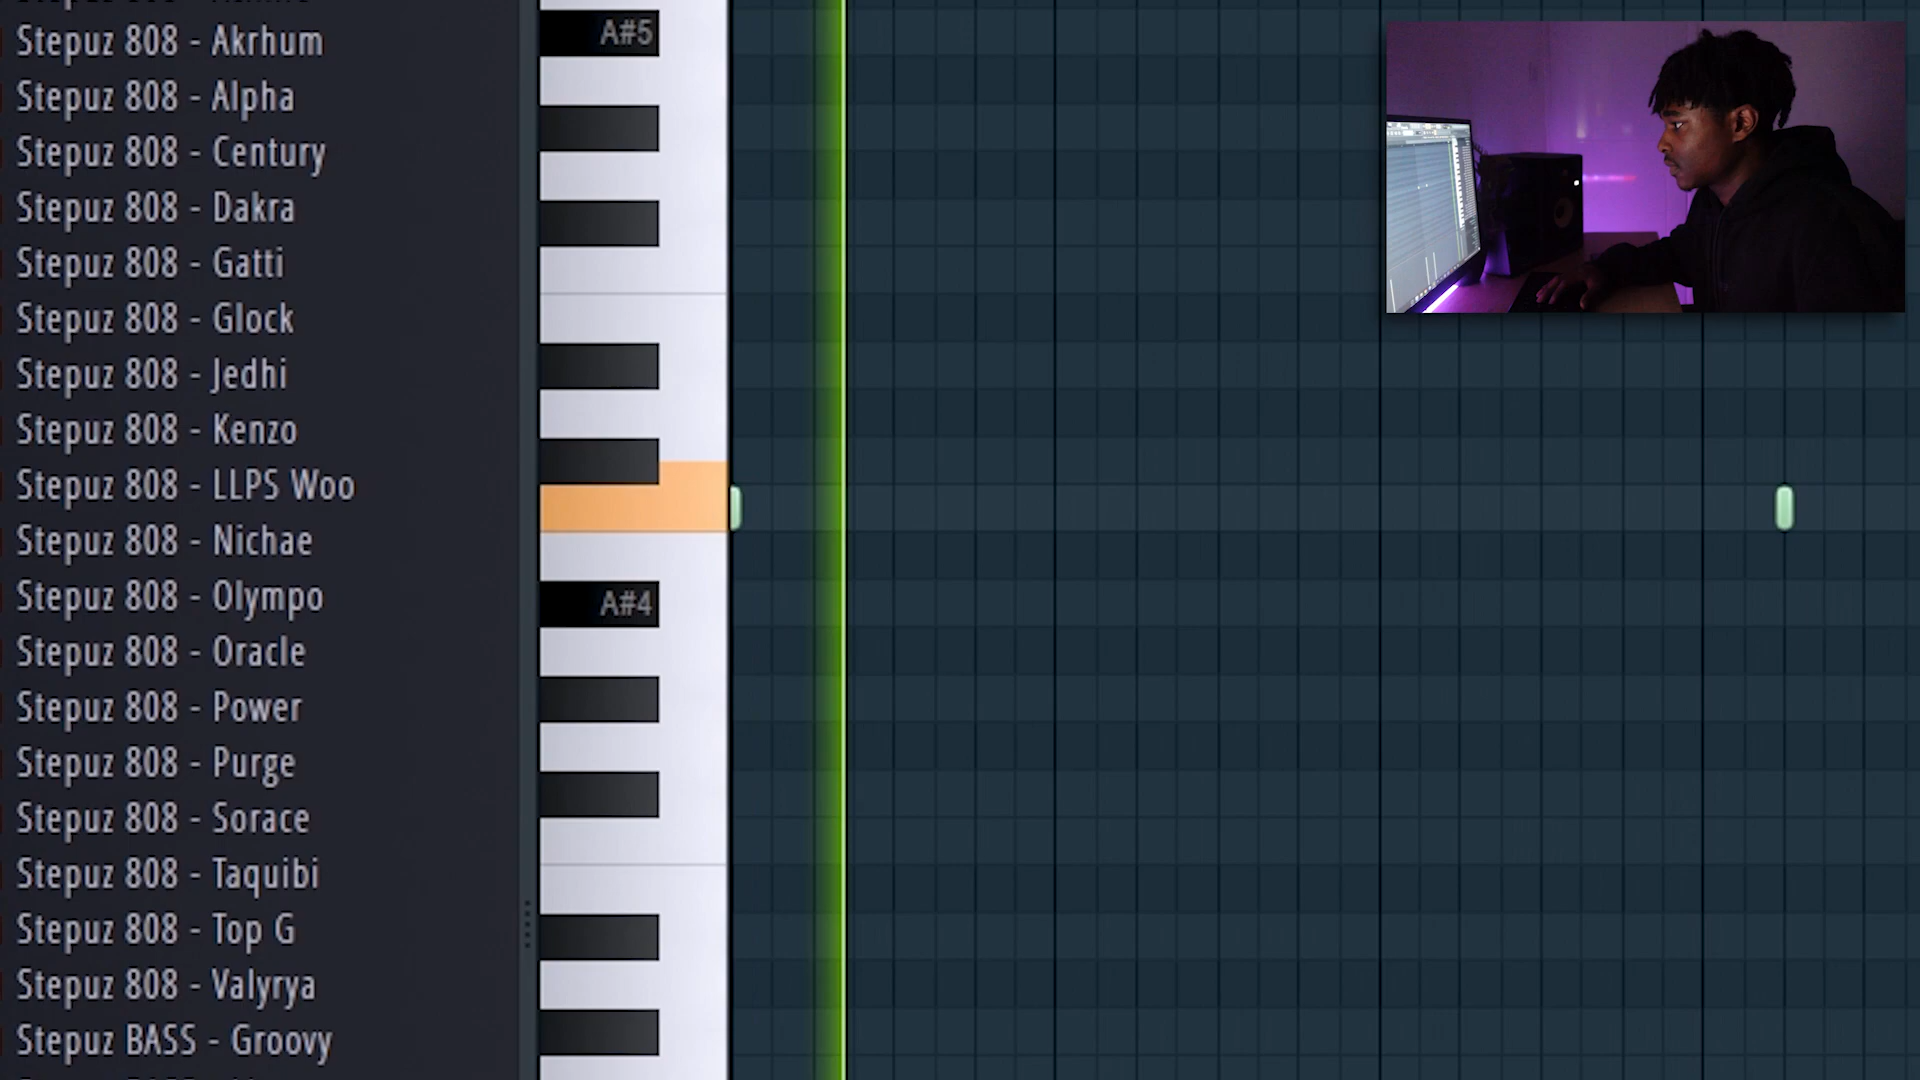 Stepuz 808 - Akrhum
Stepuz 808 - Alpha
Stepuz 808 - Century
Stepuz 808 - Dakra
Stepuz 808 - Gatti
Stepuz 808 - Glock
Stepuz 808 - Jedhi
Stepuz 808 - Kenzo
Stepuz 808 - LLPS Woo
Stepuz 808 - Nichae
Stepuz 808 - Olympo
Stepuz 808 - Oracle
Stepuz 808 - Power
Stepuz 808 - Purge
Stepuz 808 - Sorace
Stepuz 808 - Taquibi
Stepuz 808 - Top G
Stepuz 808 - Valyrya
Stepuz BASS - Groovy
A#5
A#4